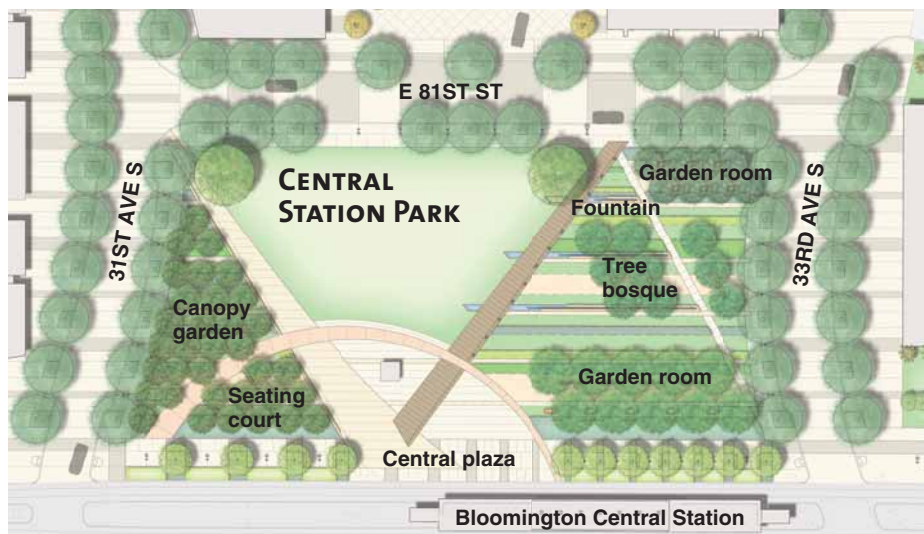 E 81ST ST
CENTRAL
STATION PARK
Garden room
Fountain
31ST AVE S
33RD AVE S
Tree
bosque
Canopy
garden
Garden room
Seating
court
Central plaza
Bloomington Central Station